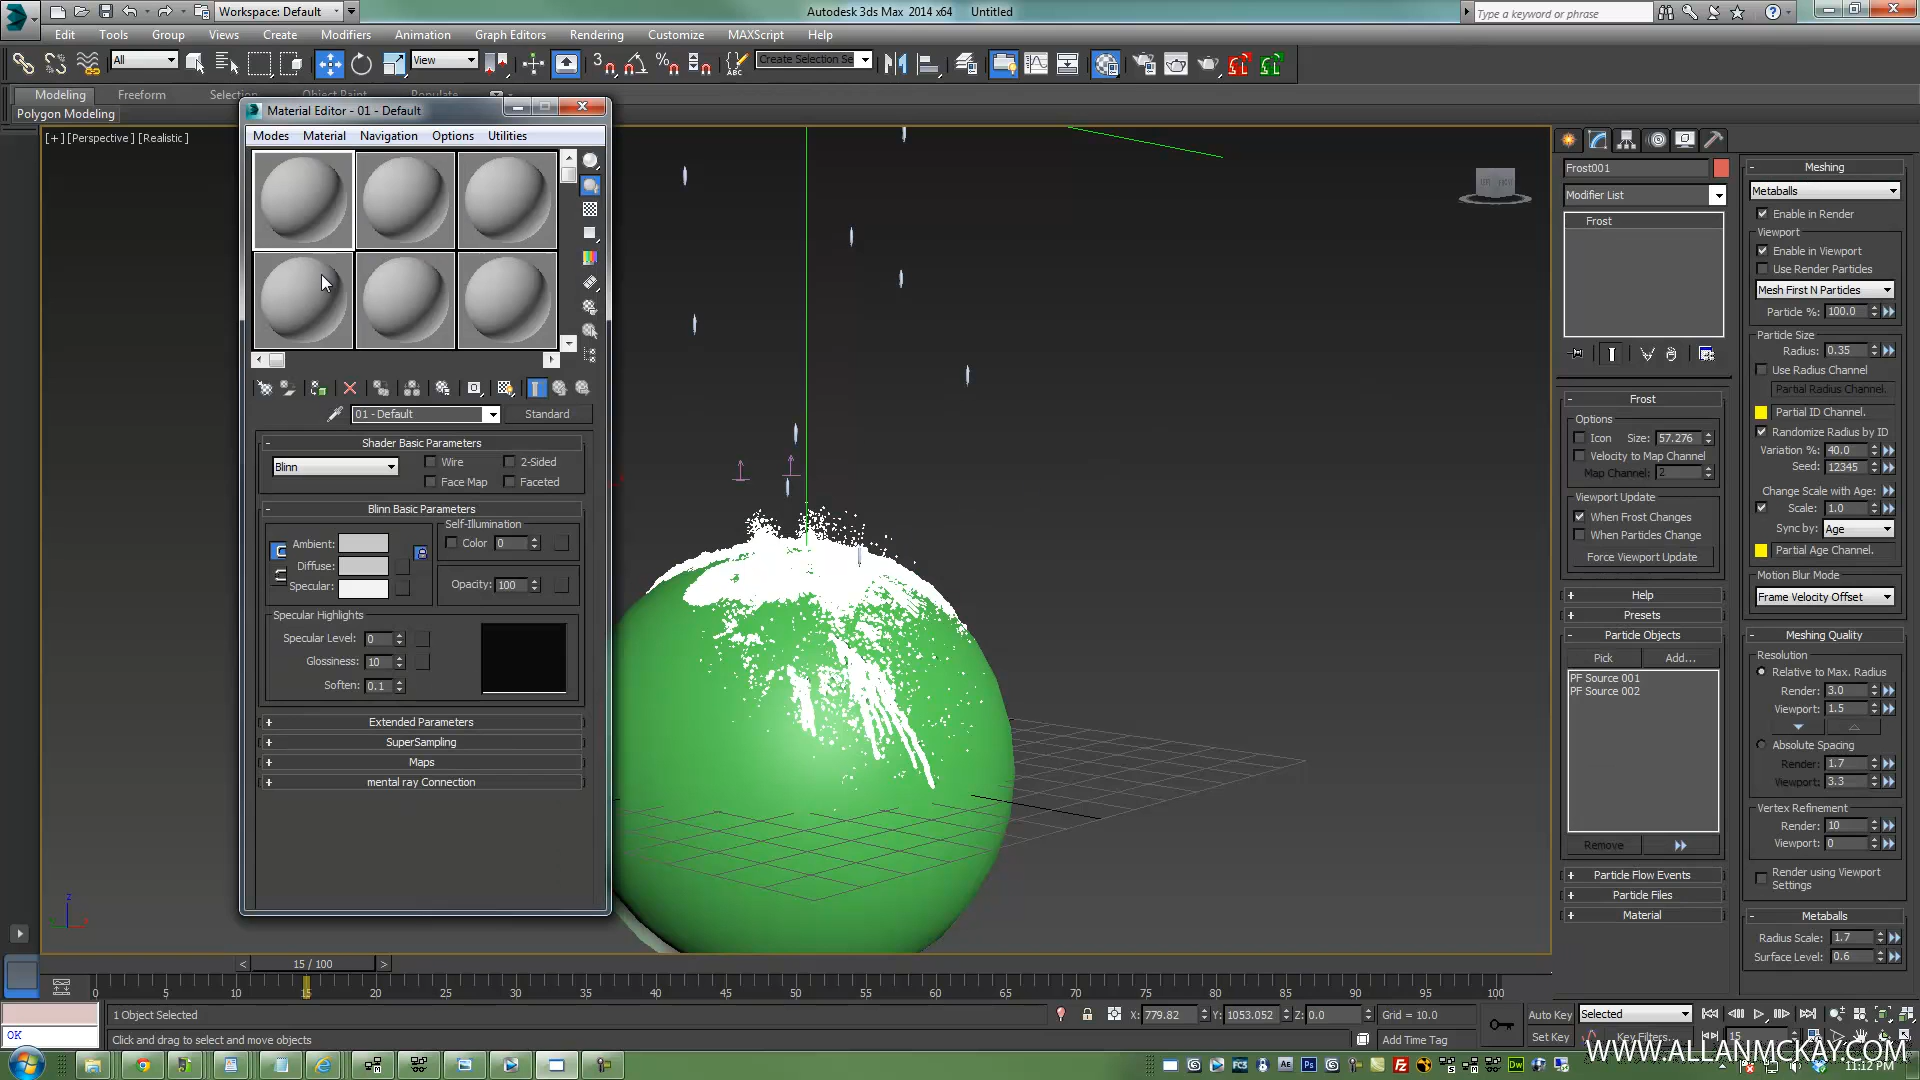 Workspace: Default
Autodesk 3ds Max 2014 x64    Untitled
Type a keyword or phrase
Edit Tools Group Views Create Modifiers Animation Graph Editors Rendering Customize MAXScript Help
All
View
3
Create Selection Se
Modeling Freeform Selection Object Paint Populate
Polygon Modeling
[+][Perspective][Realistic]
Material Editor - 01 - Default
Modes Material Navigation Options Utilities
01 - Default
Standard
Shader Basic Parameters
Blinn
Wire
2-Sided
Face Map
Faceted
Blinn Basic Parameters
Ambient:
Diffuse:
Specular:
Self-Illumination
Color 0
Opacity: 100
Specular Highlights
Specular Level: 0
Glossiness: 10
Soften: 0.1
Extended Parameters
SuperSampling
Maps
mental ray Connection
Frost001
Modifier List
Frost
Frost
Options
Icon Size: 57.276
Velocity to Map Channel
Map Channel: 2
Viewport Update
When Frost Changes
When Particles Change
Force Viewport Update
Help
Presets
Particle Objects
Pick
Add...
PF Source 001
PF Source 002
Remove
Particle Flow Events
Particle Files
Material
Meshing
Metaballs
Enable in Render
Viewport
Enable in Viewport
Use Render Particles
Mesh First N Particles
Particle %: 100.0
Particle Size
Radius: 0.35
Use Radius Channel
Partial Radius Channel.
Partial ID Channel.
Randomize Radius by ID
Variation %: 40.0
Seed: 12345
Change Scale with Age:
Scale: 1.0
Sync by: Age
Partial Age Channel.
Motion Blur Mode
Frame Velocity Offset
Meshing Quality
Resolution
Relative to Max. Radius
Render: 3.0
Viewport: 1.5
Absolute Spacing
Render: 1.7
Viewport: 3.3
Vertex Refinement
Render: 10
Viewport: 0
Render using Viewport
Settings
Metaballs
Radius Scale: 1.7
Surface Level: 0.6
z
15 / 100
0 5 10 15 20 25 30 35 40 45 50 55 60 65 70 75 80 85 90 95 100
1 Object Selected
X: 779.82 Y: 1053.052 Z: 0.0 Grid = 10.0
Auto Key Selected
OK
Click and drag to select and move objects
Add Time Tag
Set Key Key Filters... 15
WWW.ALLANMCKAY.COM
11:12 PM